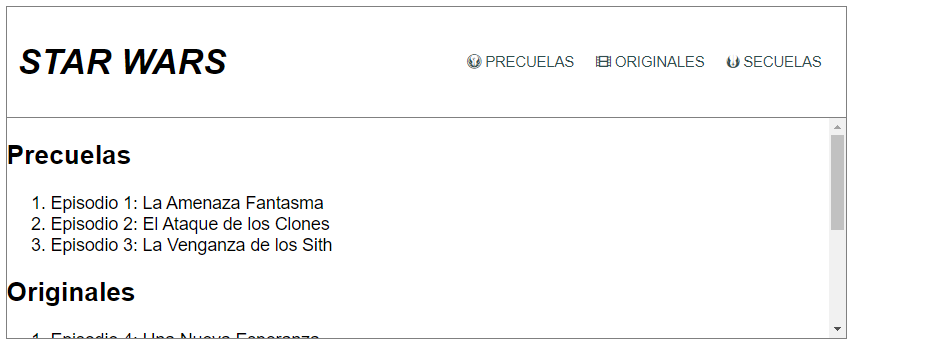 STAR WARS
PRECUELAS ORIGINALES SECUELAS
Precuelas
1. Episodio 1: La Amenaza Fantasma
2. Episodio 2: El Ataque de los Clones
3. Episodio 3: La Venganza de los Sith
Originales
1. Episodio 4: Una Nueva Esperanza